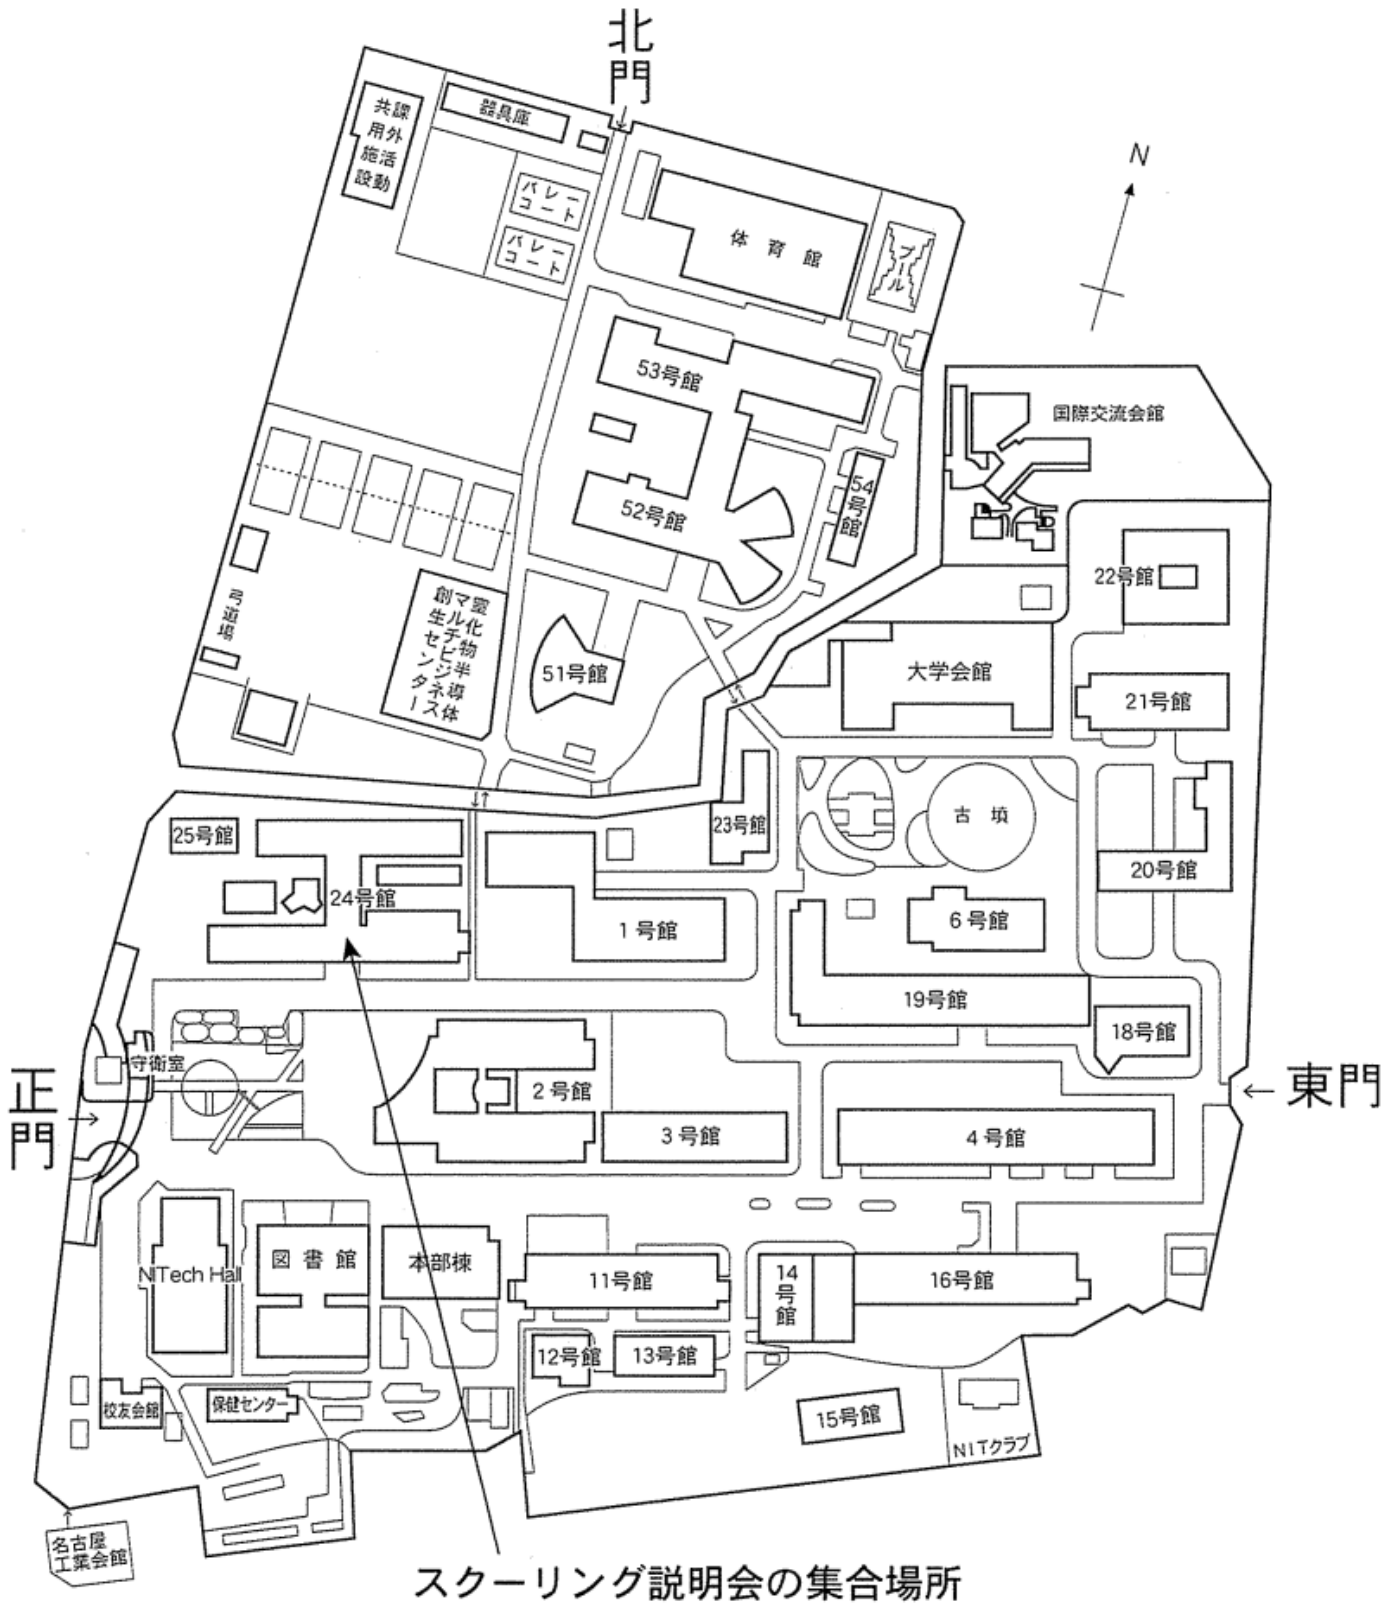 北門
N
課外活動
共用施設
器具庫
バレーコート
バレーコート
体育館
プール
53号館
国際交流会館
52号館
54号館
22号館
弓道場
窯化物半導体
マルチビジネス
創生センター
51号館
大学会館
21号館
25号館
23号館
古墳
20号館
24号館
1号館
6号館
19号館
18号館
守衛室
正門
2号館
東門
3号館
4号館
NITech Hall
図書館
本部棟
11号館
14号館
16号館
12号館
13号館
校友会館
保健センター
15号館
NITクラブ
名古屋
工業会館
スクーリング説明会の集合場所